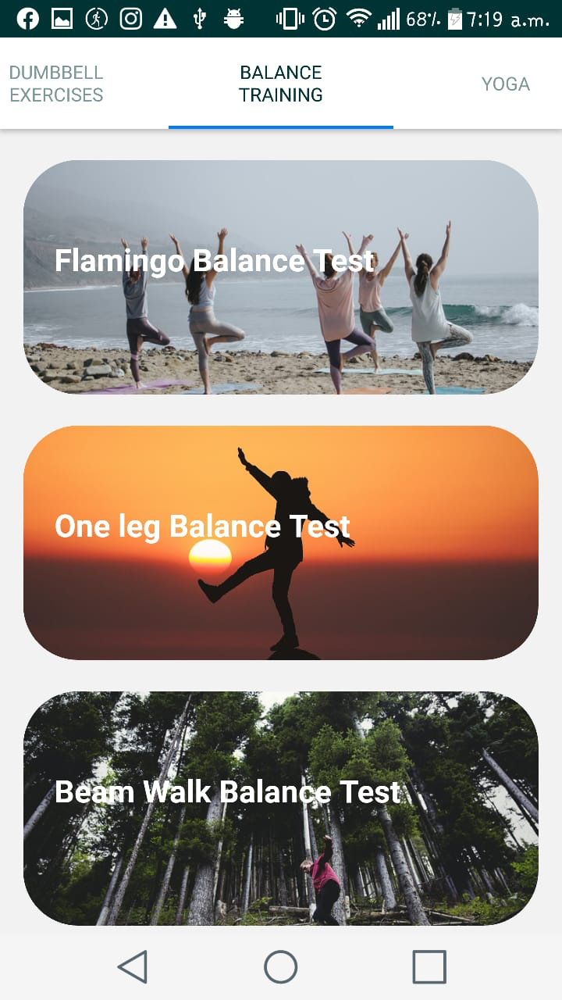 68% 7:19 a.m.
DUMBBELL
EXERCISES
BALANCE
TRAINING
YOGA
Flamingo Balance Test
One leg Balance Test
Beam Walk Balance Test